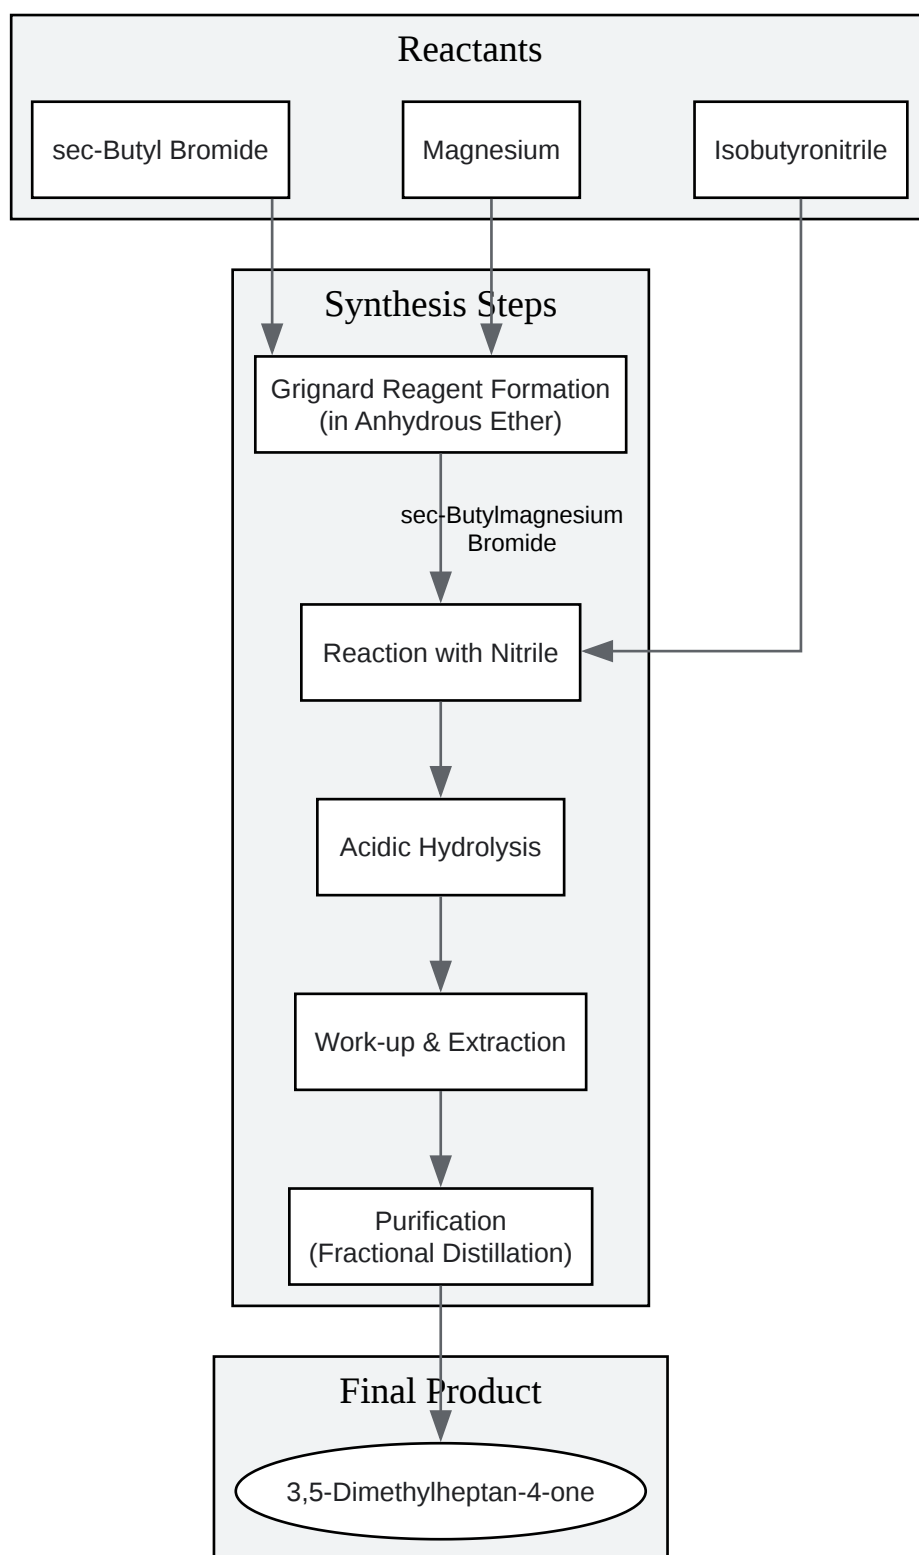 Reactants
sec-Butyl Bromide
Magnesium
Isobutyronitrile
Synthesis Steps
Grignard Reagent Formation
(in Anhydrous Ether)
sec-Butylmagnesium
Bromide
Reaction with Nitrile
Acidic Hydrolysis
Work-up & Extraction
Purification
(Fractional Distillation)
Final Product
3,5-Dimethylheptan-4-one